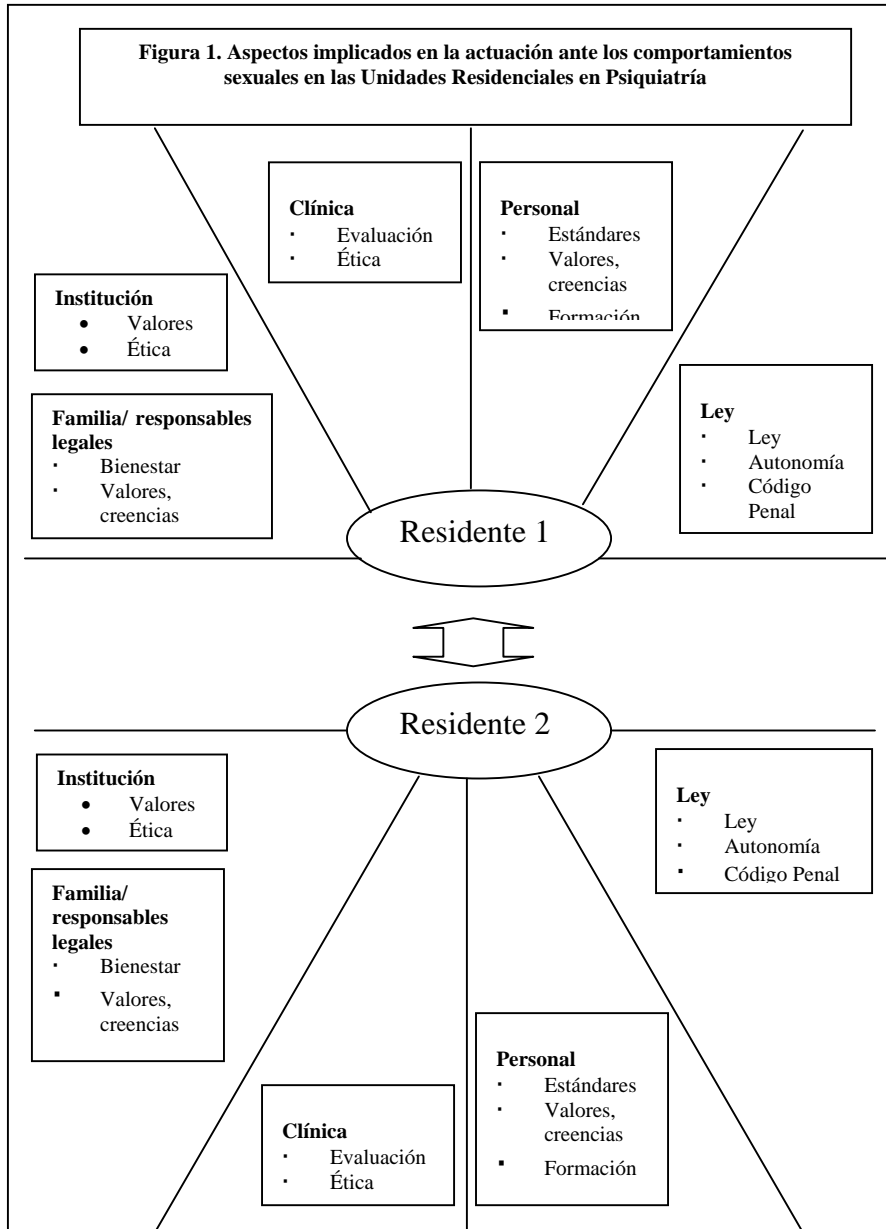 Figura 1. Aspectos implicados en la actuación ante los comportamientos
sexuales en las Unidades Residenciales en Psiquiatría
Clínica
· Evaluación
· Ética
Personal
· Estándares
· Valores,
creencias
▪ Formación
Institución
● Valores
● Ética
Familia/ responsables
legales
· Bienestar
· Valores,
creencias
Ley
· Ley
· Autonomía
· Código
Penal
Residente 1
Residente 2
Institución
● Valores
● Ética
Ley
· Ley
· Autonomía
▪ Código Penal
Familia/
responsables
legales
· Bienestar
▪ Valores,
creencias
Personal
· Estándares
· Valores,
creencias
▪ Formación
Clínica
· Evaluación
· Ética